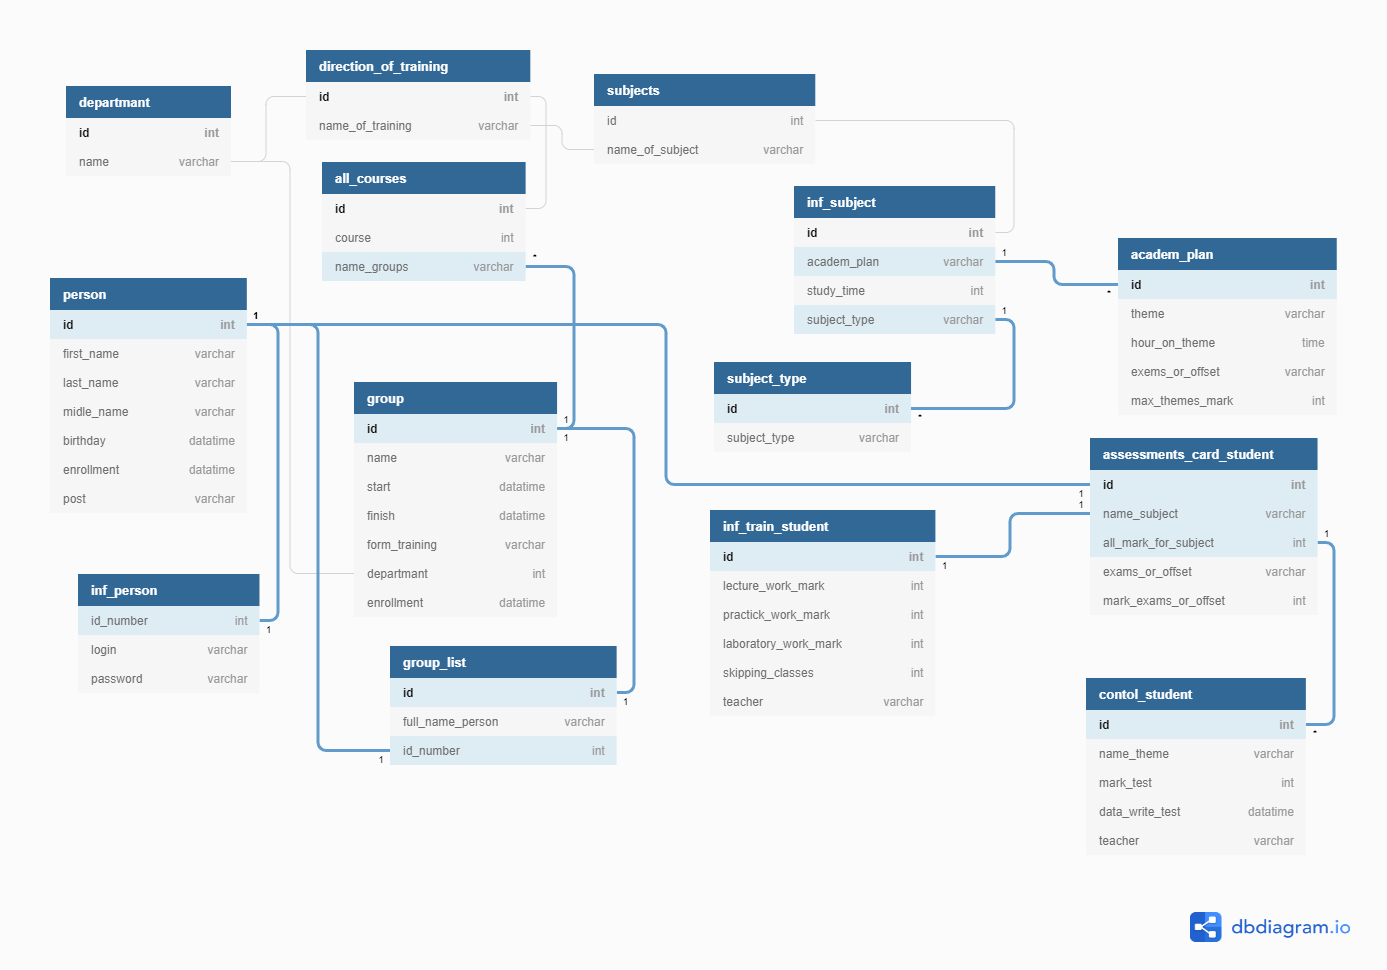 direction_of_training
id int
name_of_training varchar
departmant
id int
name varchar
subjects
id int
name_of_subject varchar
all_courses
id int
course int
name_groups varchar
*
inf_subject
id int
academ_plan varchar
1
study_time int
subject_type varchar
1
academ_plan
id int
*
theme varchar
hour_on_theme time
exems_or_offset varchar
max_themes_mark int
person
id int
1
first_name varchar
last_name varchar
midle_name varchar
birthday datetime
enrollment datetime
post varchar
subject_type
id int
*
subject_type varchar
group
id int
1
1
name varchar
start datatime
finish datatime
form_training varchar
departmant int
enrollment datetime
assessments_card_student
id int
1
1
name_subject varchar
all_mark_for_subject int
1
exams_or_offset varchar
mark_exams_or_offset int
inf_train_student
id int
1
lecture_work_mark int
practick_work_mark int
laboratory_work_mark int
skipping_classes int
teacher varchar
inf_person
id_number int
1
login varchar
password varchar
group_list
id int
1
full_name_person varchar
id_number int
1
contol_student
id int
*
name_theme varchar
mark_test int
data_write_test datatime
teacher varchar
dbdiagram.io